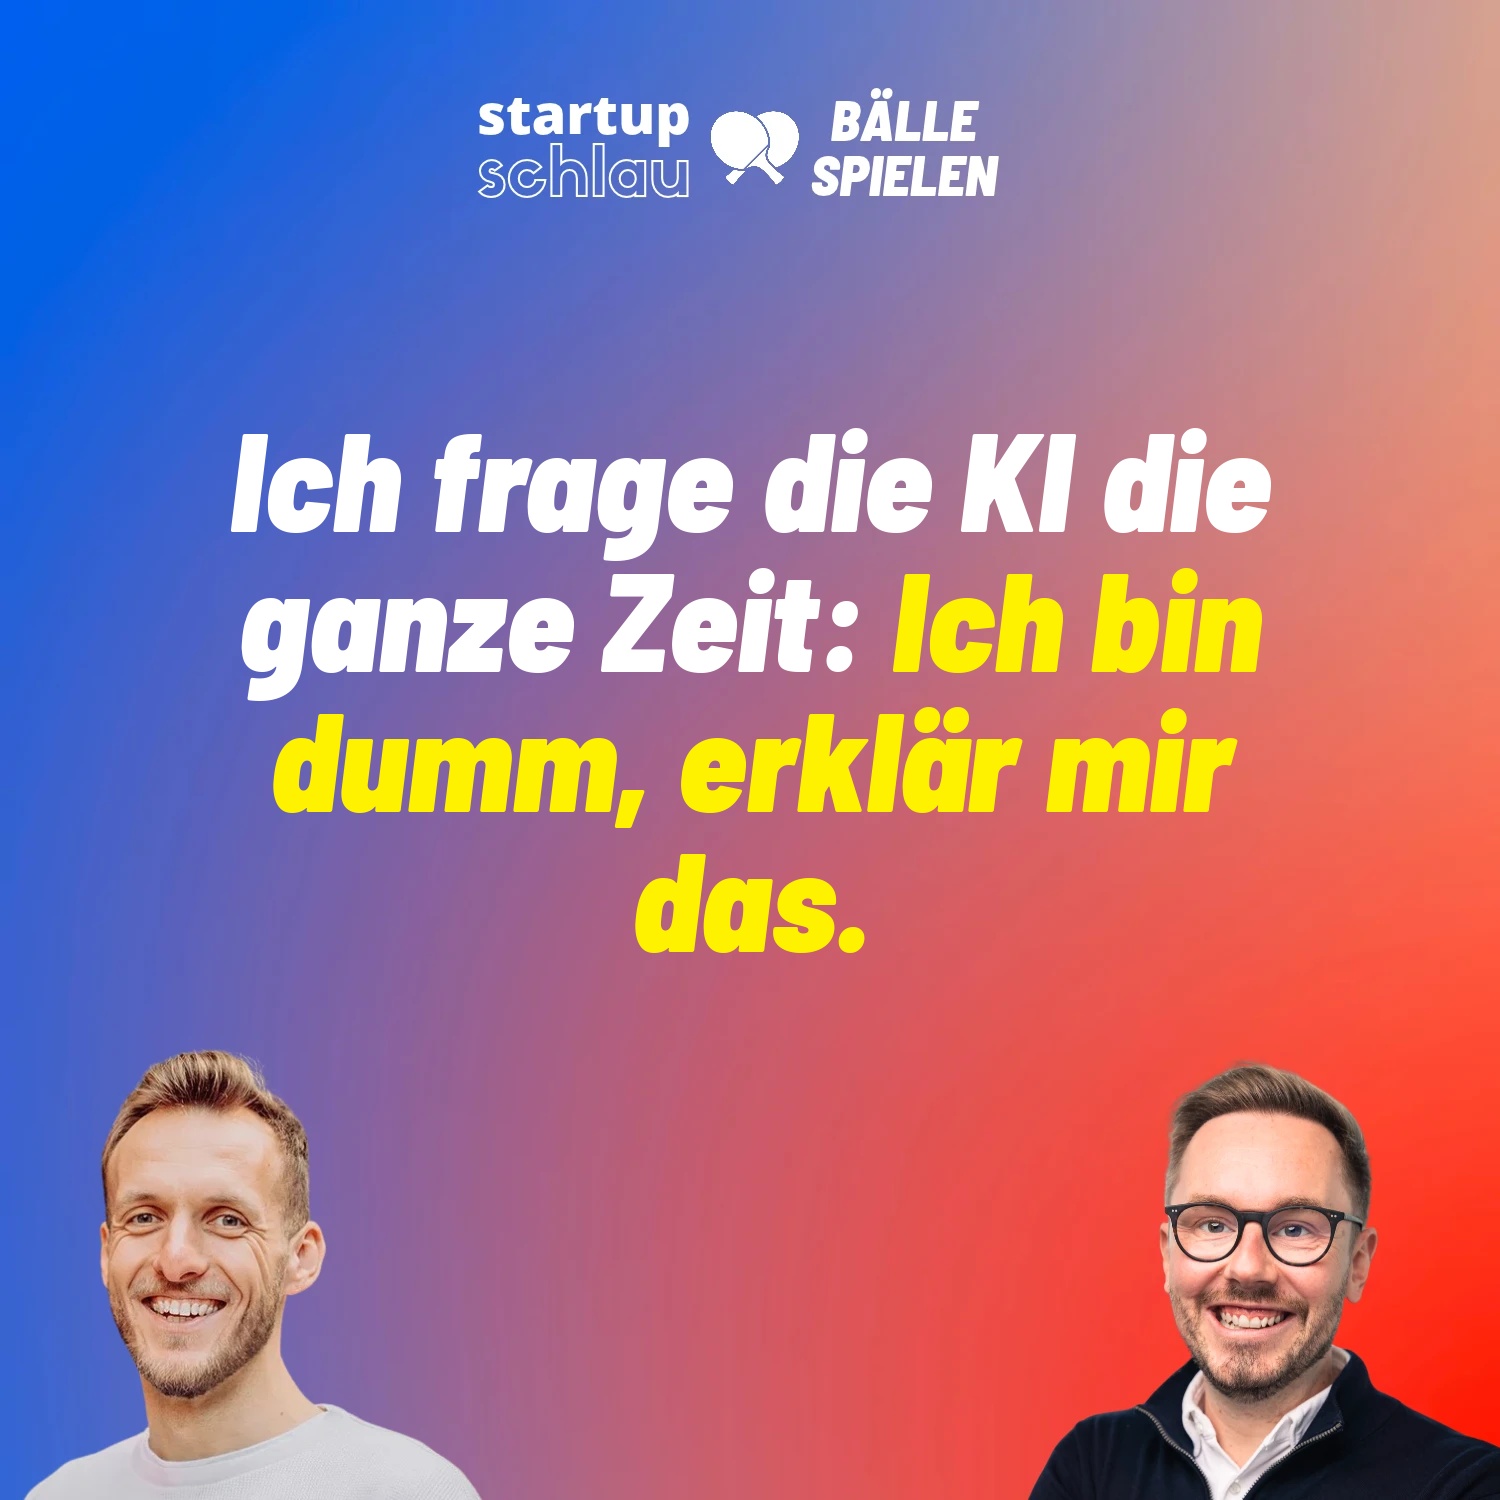 startup
schlau
BÄLLE
SPIELEN
Ich frage die KI die
ganze Zeit: Ich bin
dumm, erklär mir
das.